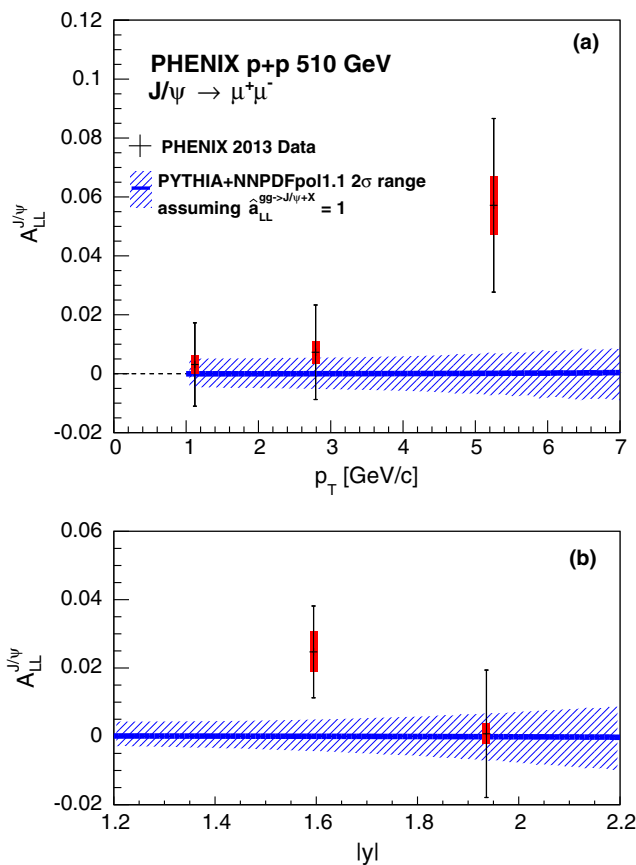 0.12
(a)
PHENIX p+p 510 GeV
J/ψ → μ⁺μ⁻
0.1
0.08
PHENIX 2013 Data
PYTHIA+NNPDFpol1.1 2σ range
assuming â_LL^gg->J/ψ+X = 1
0.06
A_LL^J/ψ
0.04
0.02
0
-0.02
0 1 2 3 4 5 6 7
p_T [GeV/c]
0.06
(b)
0.04
A_LL^J/ψ
0.02
0
-0.02
1.2 1.4 1.6 1.8 2 2.2
|y|